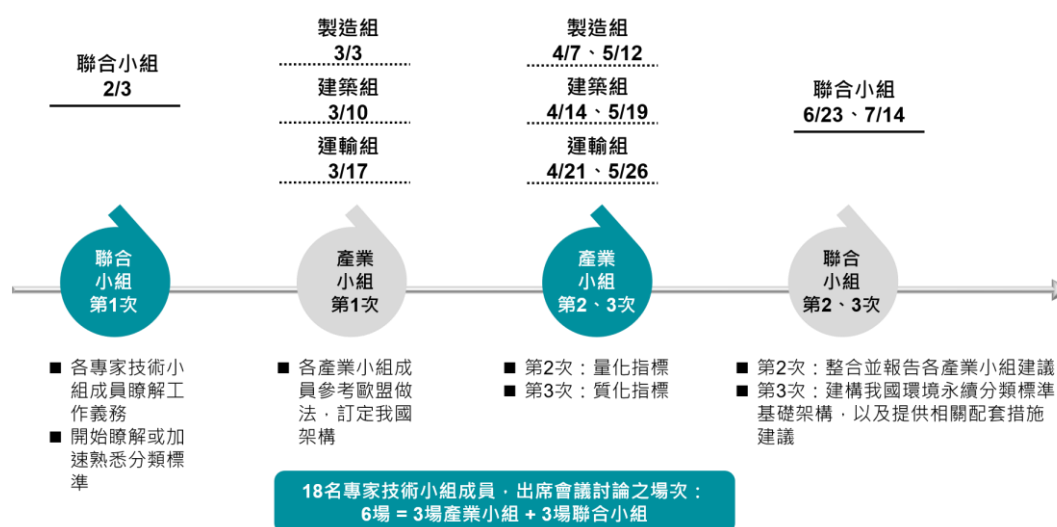 聯合小組
2/3
製造組
3/3
建築組
3/10
運輸組
3/17
製造組
4/7、5/12
建築組
4/14、5/19
運輸組
4/21、5/26
聯合小組
6/23、7/14
聯合
小組
第1次
產業
小組
第1次
產業
小組
第2、3次
聯合
小組
第2、3次
■ 各專家技術小
組成員瞭解工
作義務
■ 開始瞭解或加
速熟悉分類標
準
■ 各產業小組成
員參考歐盟做
法，訂定我國
架構
■ 第2次：量化指標
■ 第3次：質化指標
■ 第2次：整合並報告各產業小組建議
■ 第3次：建構我國環境永續分類標準
基礎架構，以及提供相關配套措施
建議
18名專家技術小組成員，出席會議討論之場次：
6場 = 3場產業小組 + 3場聯合小組